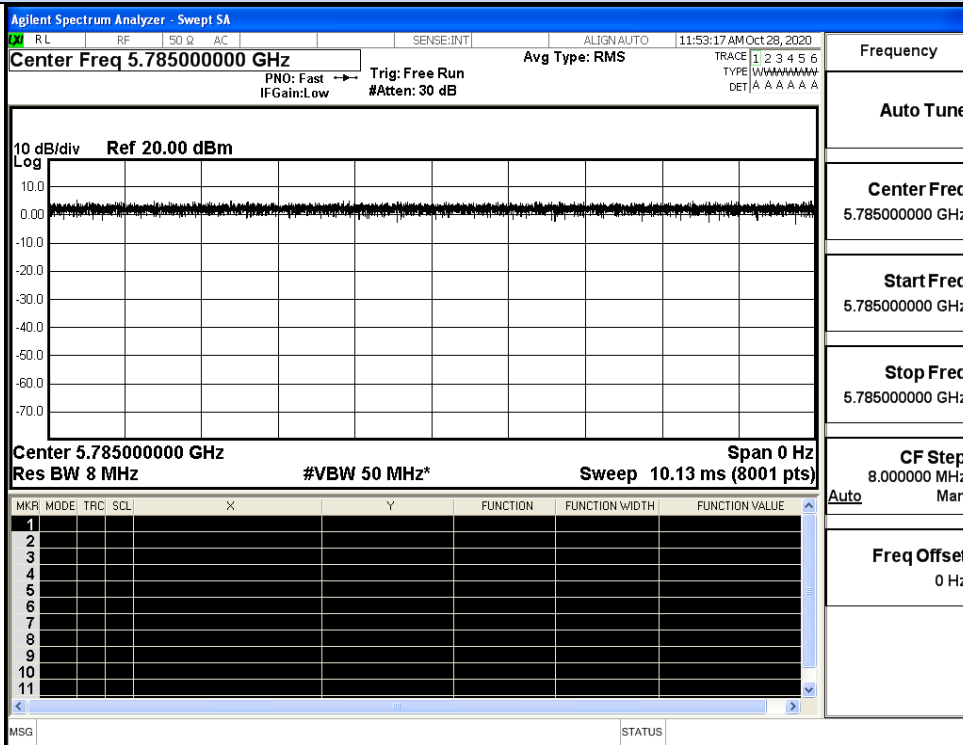 Agilent Spectrum Analyzer - Swept SA
LXI RL RF 50 Ω AC SENSE:INT ALIGNAUTO 11:53:17 AMOct 28, 2020
Center Freq 5.785000000 GHz
Avg Type: RMS
TRACE 1 2 3 4 5 6
PNO: Fast Trig: Free Run
TYPE WWWWWW
IFGain:Low #Atten: 30 dB
DET A A A A A A
10 dB/div Ref 20.00 dBm
Log
10.0
0.00
-10.0
-20.0
-30.0
-40.0
-50.0
-60.0
-70.0
Center 5.785000000 GHz Span 0 Hz
Res BW 8 MHz #VBW 50 MHz* Sweep 10.13 ms (8001 pts)
MKR MODE TRC SCL X Y FUNCTION FUNCTION WIDTH FUNCTION VALUE
1
2
3
4
5
6
7
8
9
10
11
MSG STATUS
Frequency
Auto Tune
Center Freq
5.785000000 GHz
Start Freq
5.785000000 GHz
Stop Freq
5.785000000 GHz
CF Step
8.000000 MHz
Auto Man
Freq Offset
0 Hz